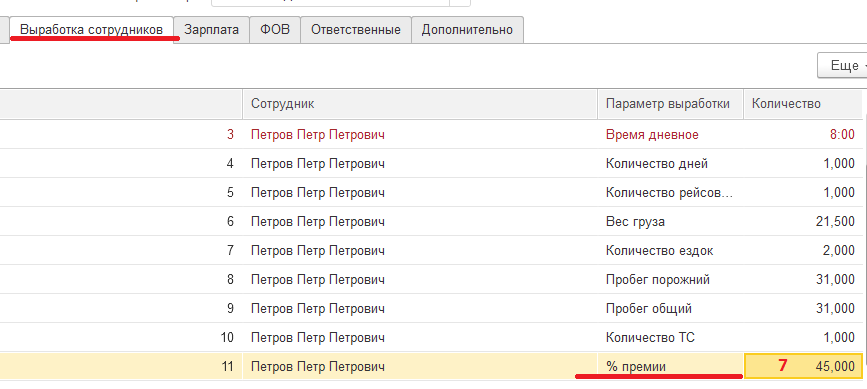 Выработка сотрудников Зарплата ФОВ Ответственные Дополнительно
Еще
Сотрудник Параметр выработки Количество
3 Петров Петр Петрович Время дневное 8:00
4 Петров Петр Петрович Количество дней 1,000
5 Петров Петр Петрович Количество рейсов… 1,000
6 Петров Петр Петрович Вес груза 21,500
7 Петров Петр Петрович Количество ездок 2,000
8 Петров Петр Петрович Пробег порожний 31,000
9 Петров Петр Петрович Пробег общий 31,000
10 Петров Петр Петрович Количество ТС 1,000
11 Петров Петр Петрович % премии 7 45,000